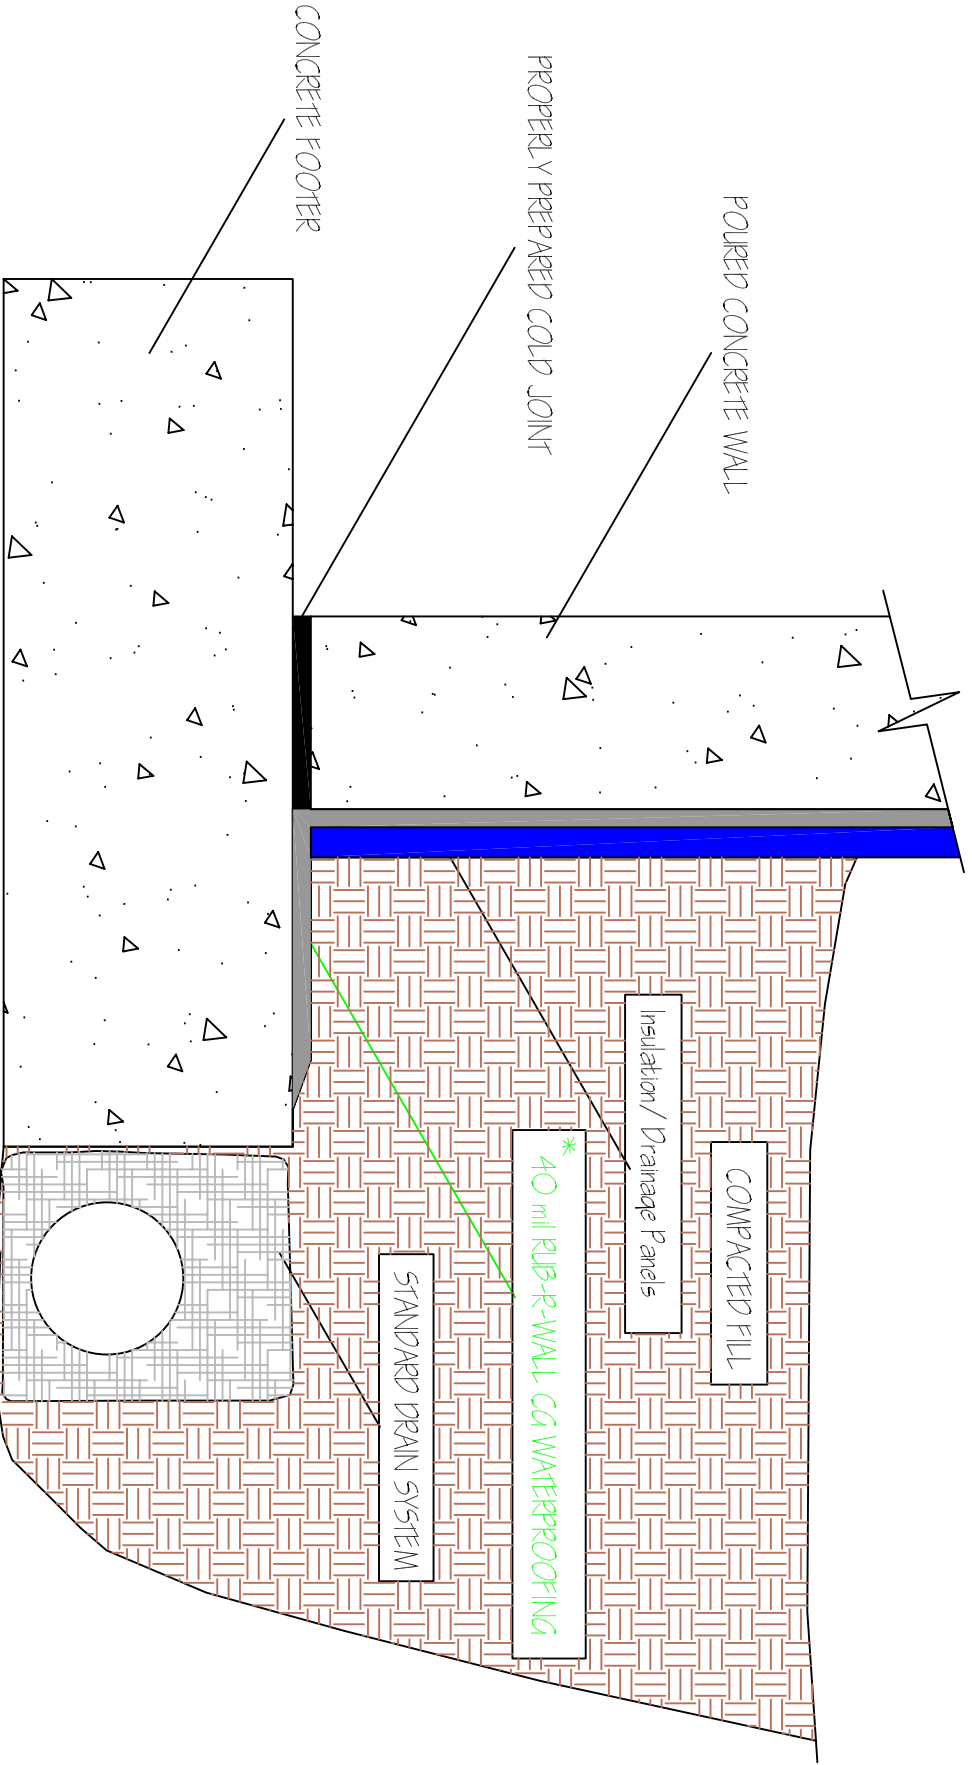 POURED CONCRETE WALL
PROPERLY PREPARED COLD JOINT
CONCRETE FOOTER
COMPACTED FILL
Insulation/ Drainage Panels
* 40 mil RUB-R-WALL CG WATERPROOFING
STANDARD DRAIN SYSTEM